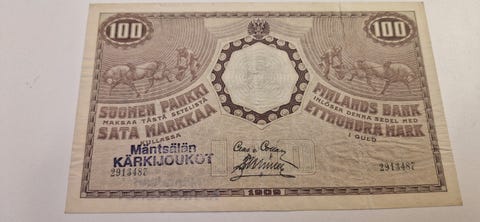 100
100
SUOMEN PANKKI
MAKSAA TÄSTÄ SETELISTÄ
SATA MARKKAA
KULLASSA
FINLANDS BANK
INLÖSER DENNA SEDEL MED
ETTHUNDRA MARK
I GULD
Mäntsälän
KÄRKIJOUKOT
2913487
2913487
1909